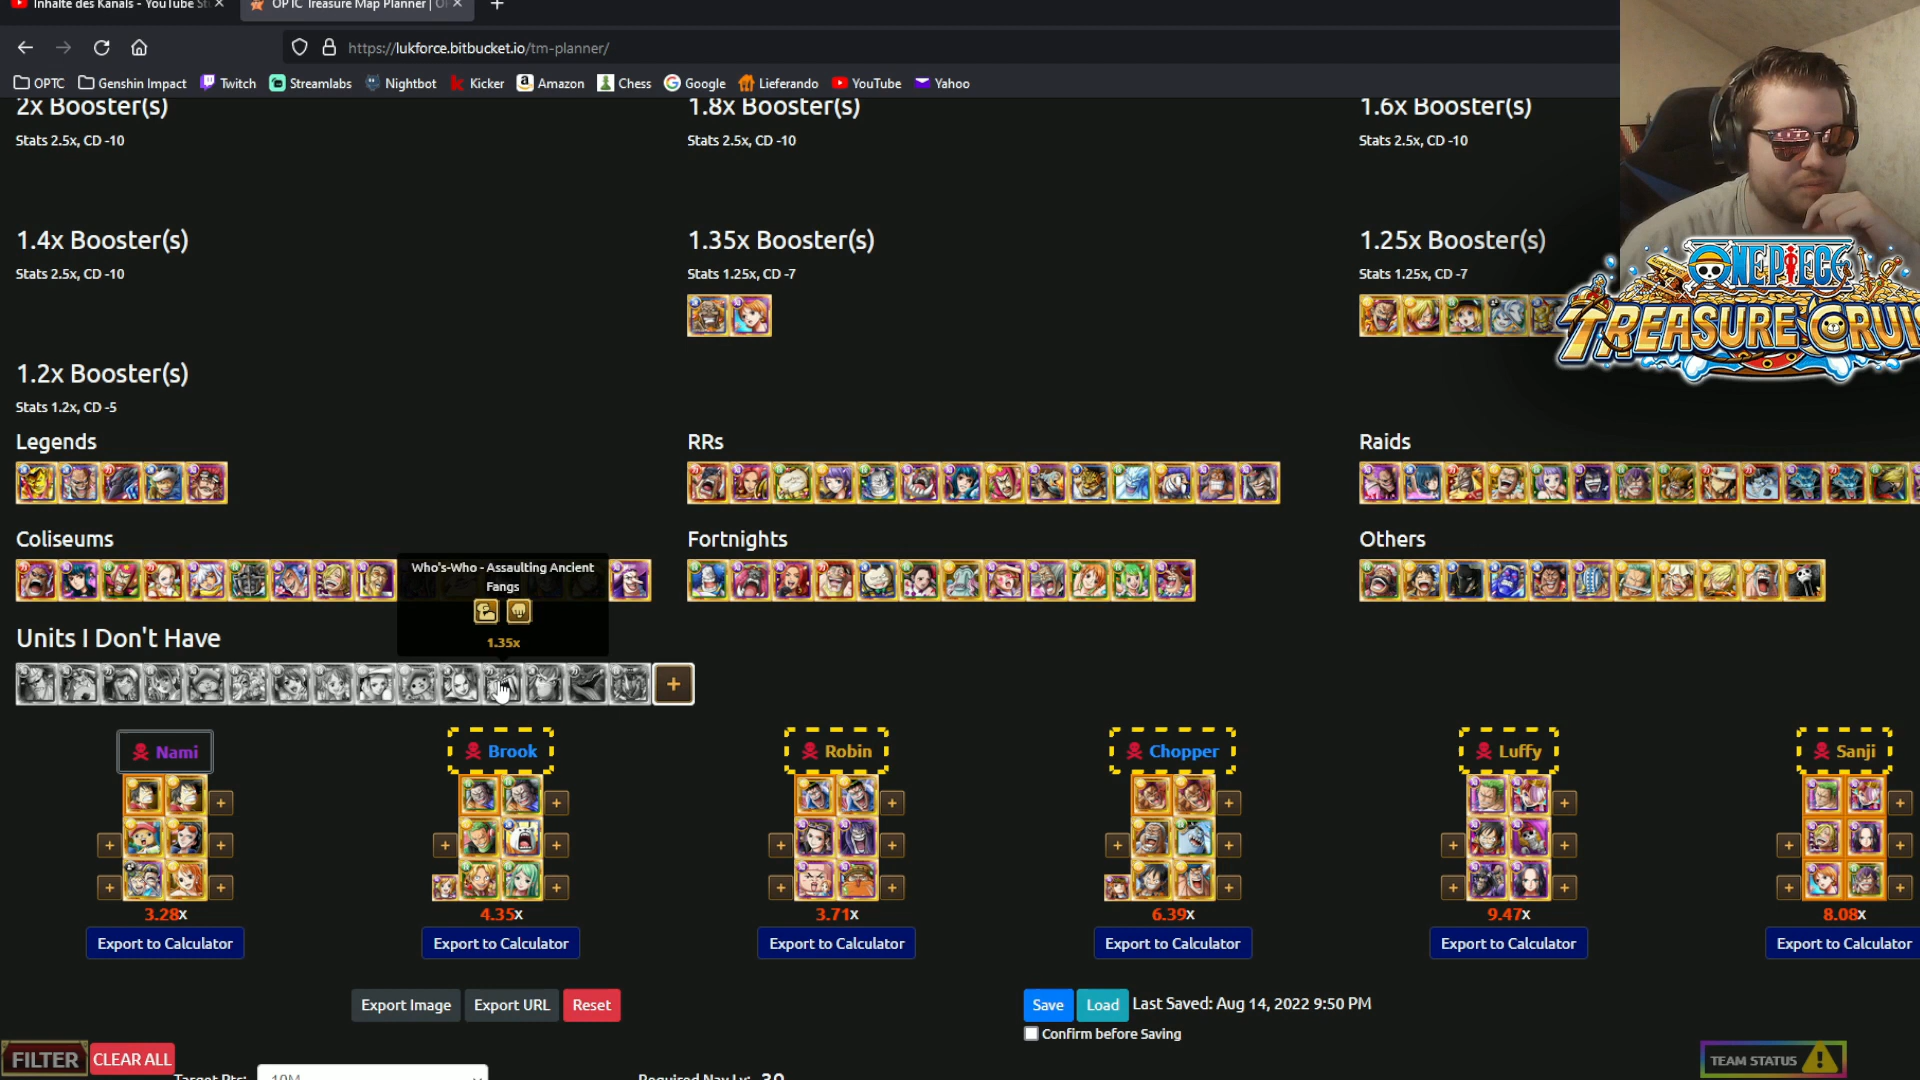 Inhalte des Kanals - YouTube St
OPTC Treasure Map Planner |
https://lukforce.bitbucket.io/tm-planner/
OPTC
Genshin Impact
Twitch
Streamlabs
Nightbot
Kicker
Amazon
Chess
Google
Lieferando
YouTube
Yahoo
2x Booster(s)
1.8x Booster(s)
1.6x Booster(s)
Stats 2.5x, CD -10
Stats 2.5x, CD -10
Stats 2.5x, CD -10
1.4x Booster(s)
1.35x Booster(s)
1.25x Booster(s)
Stats 2.5x, CD -10
Stats 1.25x, CD -7
Stats 1.25x, CD -7
ONE PIECE
TREASURE CRUIS
1.2x Booster(s)
Stats 1.2x, CD -5
Legends
RRs
Raids
Coliseums
Fortnights
Others
Who's-Who - Assaulting Ancient
Fangs
1.35x
Units I Don't Have
Nami
Brook
Robin
Chopper
Luffy
Sanji
3.28x
4.35x
3.71x
6.39x
9.47x
8.08x
Export to Calculator
Export to Calculator
Export to Calculator
Export to Calculator
Export to Calculator
Export to Calculator
Export Image
Export URL
Reset
Save
Load
Last Saved: Aug 14, 2022 9:50 PM
Confirm before Saving
FILTER
CLEAR ALL
TEAM STATUS
Target Pts:
10M
Required Nav Lv: 30